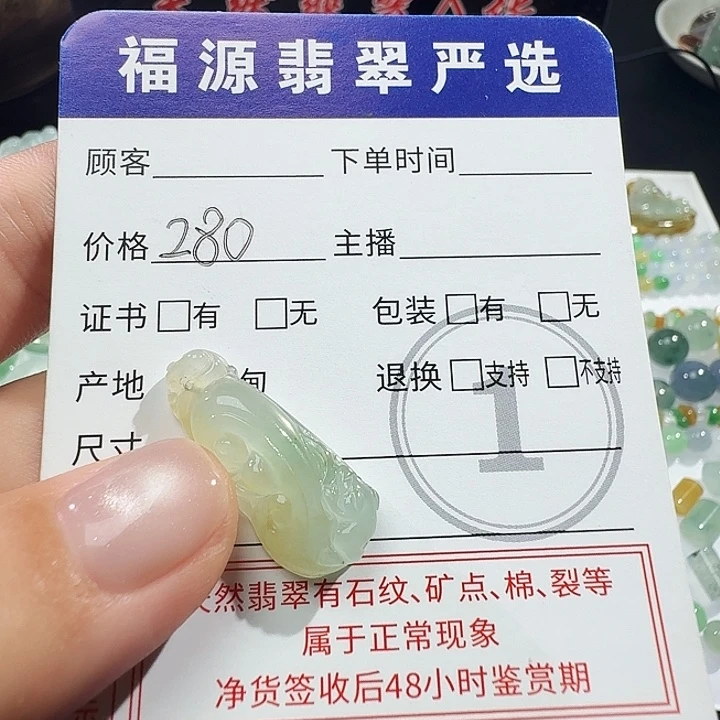 福源翡翠严选
顾客 下单时间
价格 280 主播
证书 □有 □无 包装 □有 □无
产地 甸 退换 □支持 □不支持
尺寸
1
然翡翠有石纹、矿点、棉、裂等
属于正常现象
净货签收后48小时鉴赏期